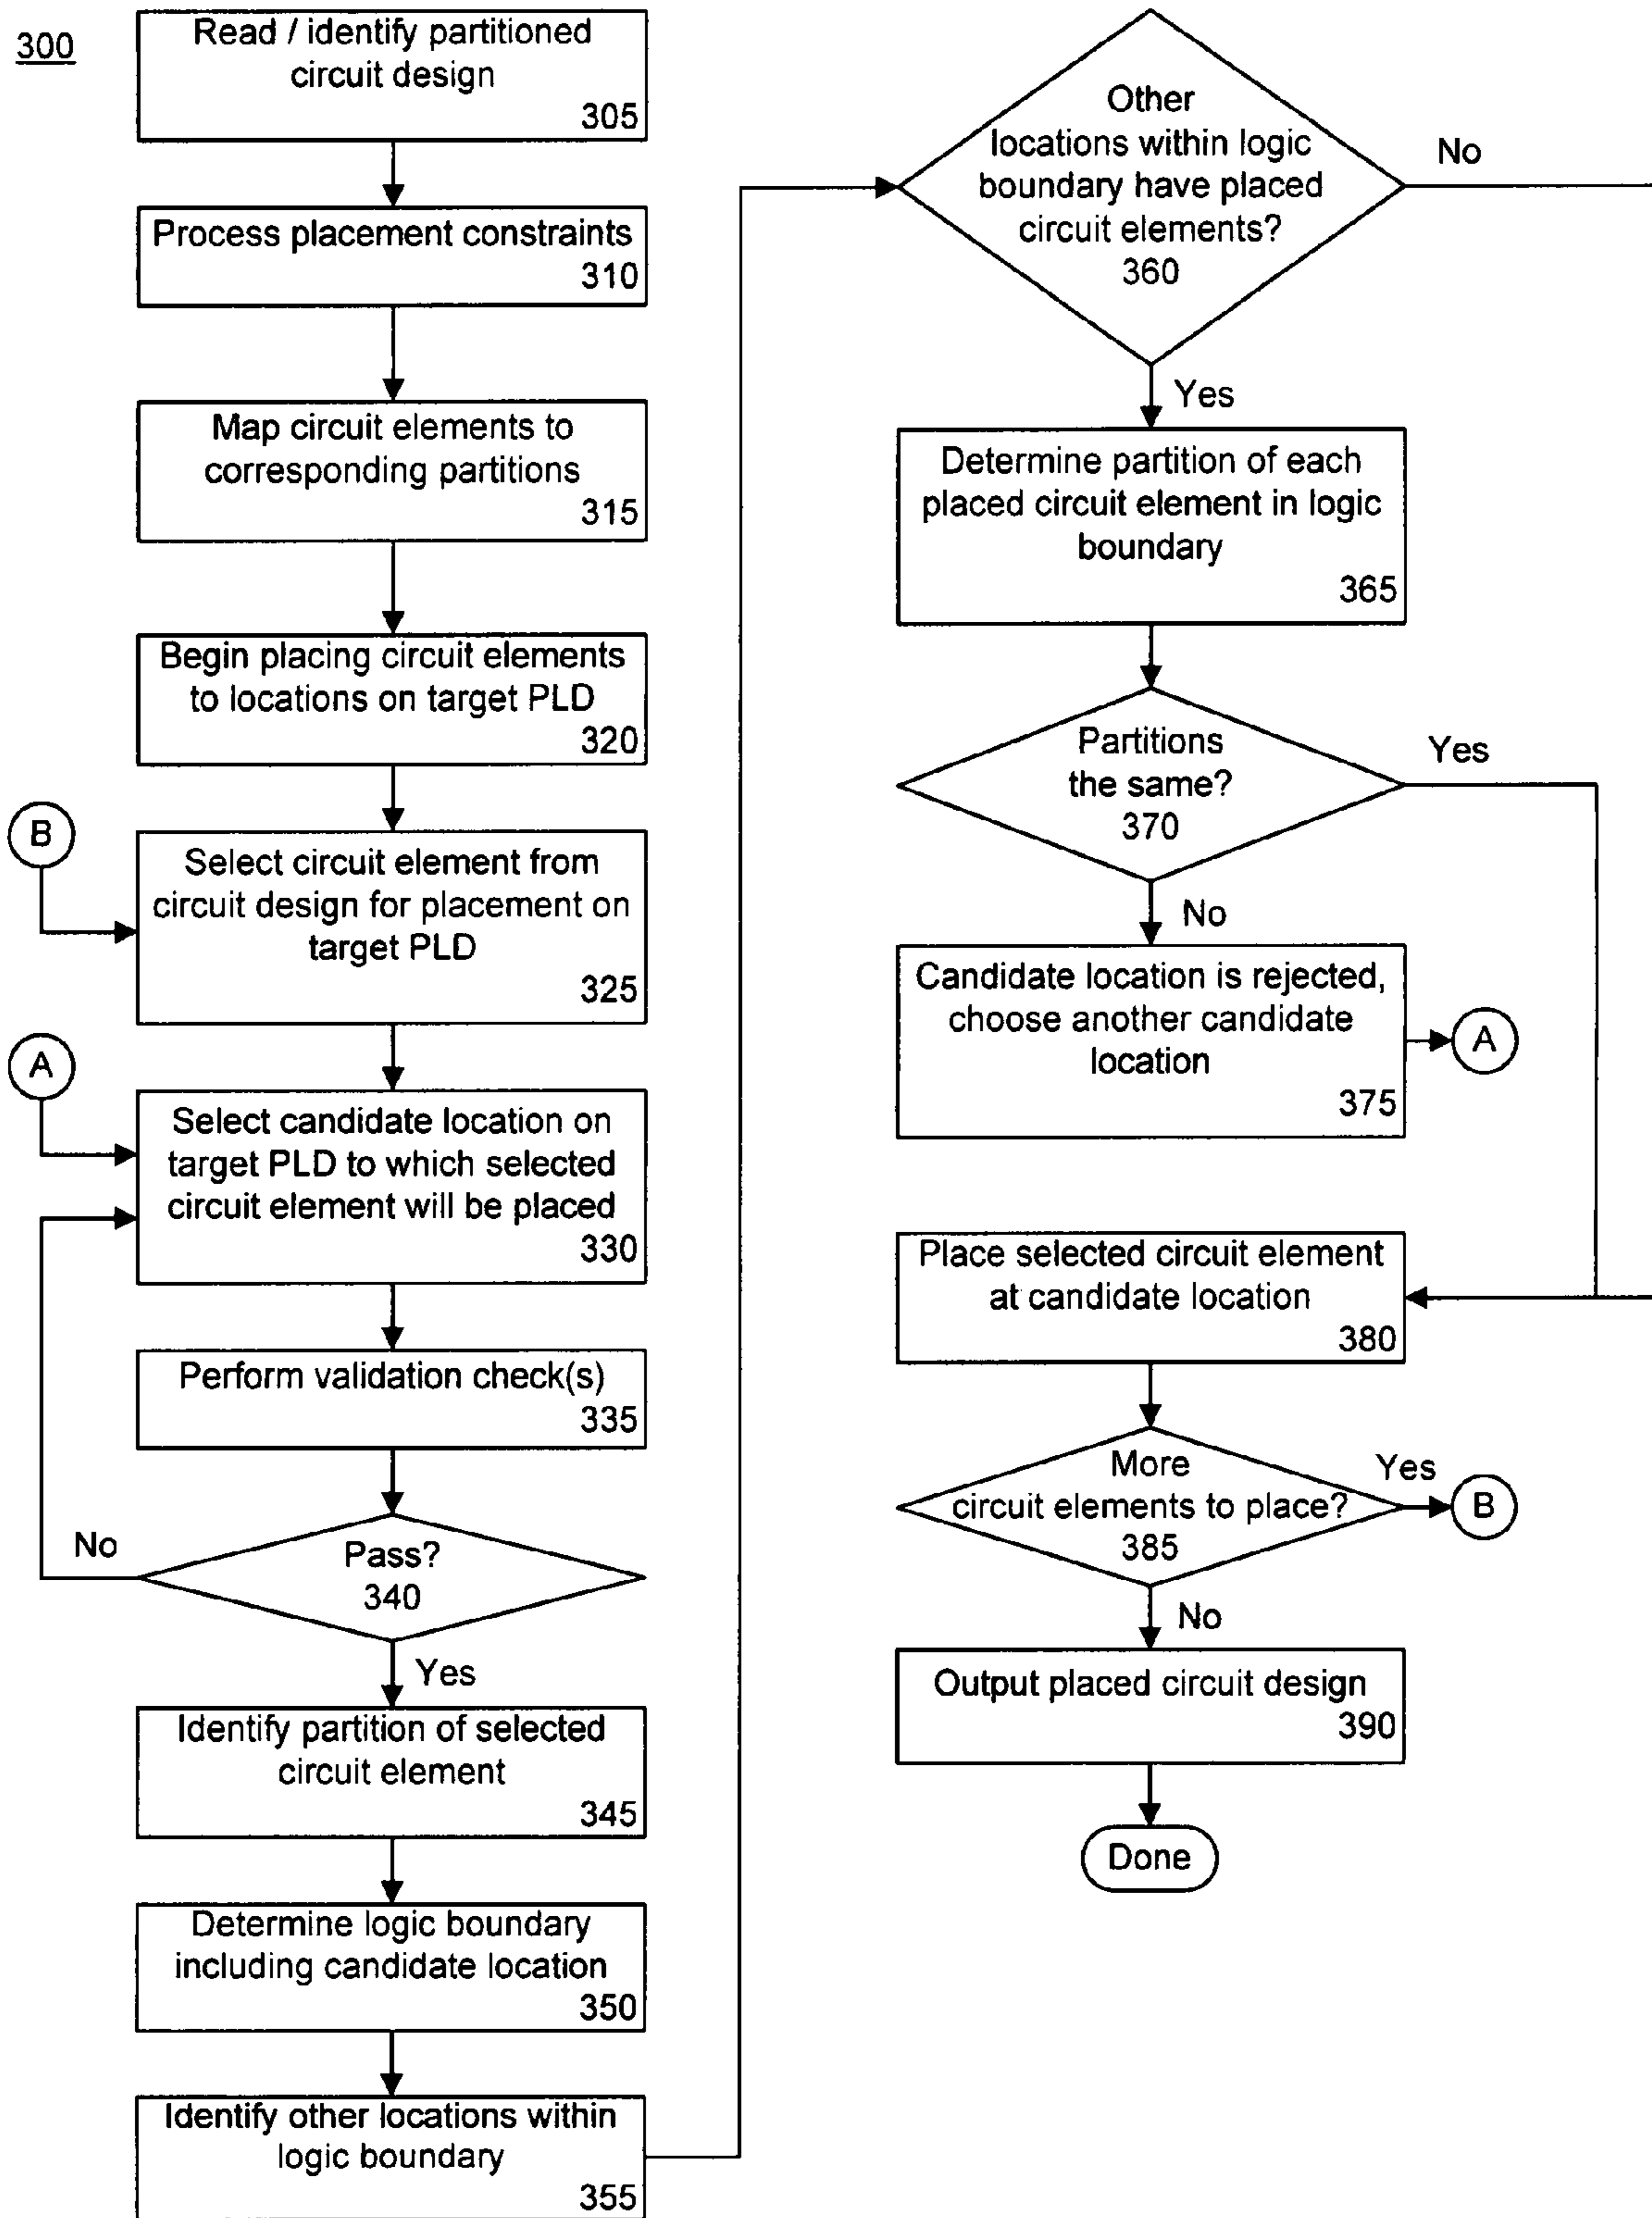 300
Read / identify partitioned
circuit design
305
Process placement constraints
310
Map circuit elements to
corresponding partitions
315
Begin placing circuit elements
to locations on target PLD
320
B
Select circuit element from
circuit design for placement on
target PLD
325
A
Select candidate location on
target PLD to which selected
circuit element will be placed
330
Perform validation check(s)
335
No
Pass?
340
Yes
Identify partition of selected
circuit element
345
Determine logic boundary
including candidate location
350
Identify other locations within
logic boundary
355
Other
locations within logic
boundary have placed
circuit elements?
360
No
Yes
Determine partition of each
placed circuit element in logic
boundary
365
Partitions
the same?
370
Yes
No
Candidate location is rejected,
choose another candidate
location
375
A
Place selected circuit element
at candidate location
380
More
circuit elements to place?
385
Yes
B
No
Output placed circuit design
390
Done